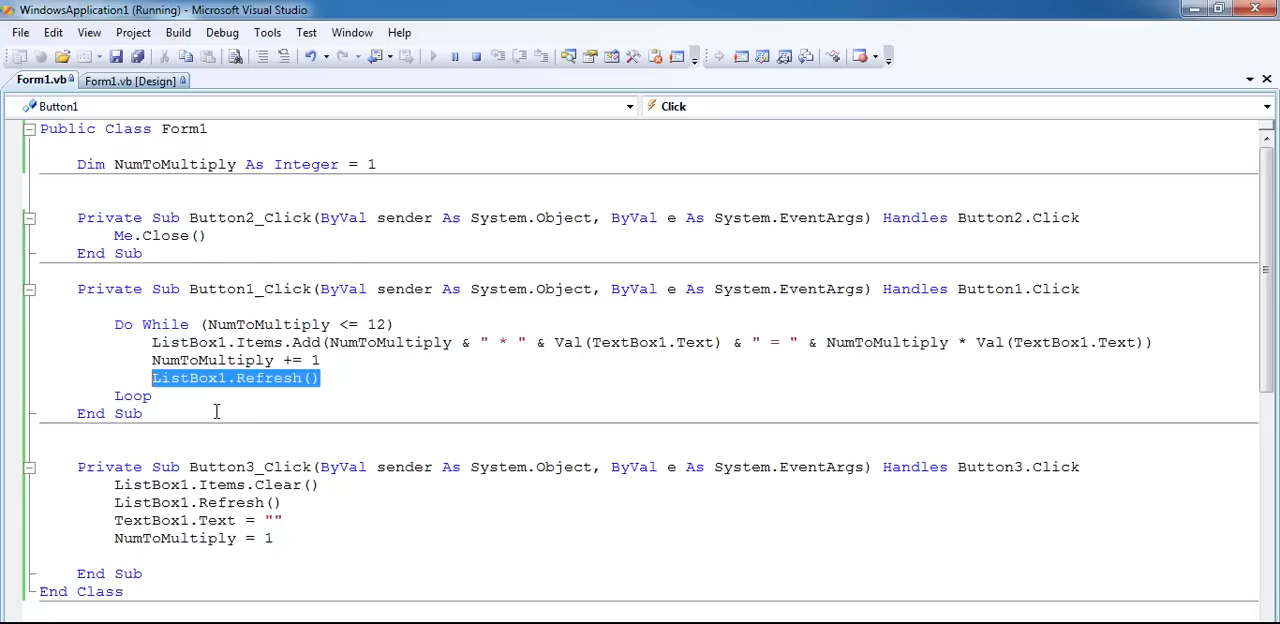 WindowsApplication1 (Running) - Microsoft Visual Studio
File Edit View Project Build Debug Tools Test Window Help
Form1.vb Form1.vb [Design]
Button1 Click
Public Class Form1
Dim NumToMultiply As Integer = 1
Private Sub Button2_Click(ByVal sender As System.Object, ByVal e As System.EventArgs) Handles Button2.Click
Me.Close()
End Sub
Private Sub Button1_Click(ByVal sender As System.Object, ByVal e As System.EventArgs) Handles Button1.Click
Do While (NumToMultiply <= 12)
ListBox1.Items.Add(NumToMultiply & " * " & Val(TextBox1.Text) & " = " & NumToMultiply * Val(TextBox1.Text))
NumToMultiply += 1
ListBox1.Refresh()
Loop
End Sub
Private Sub Button3_Click(ByVal sender As System.Object, ByVal e As System.EventArgs) Handles Button3.Click
ListBox1.Items.Clear()
ListBox1.Refresh()
TextBox1.Text = ""
NumToMultiply = 1
End Sub
End Class